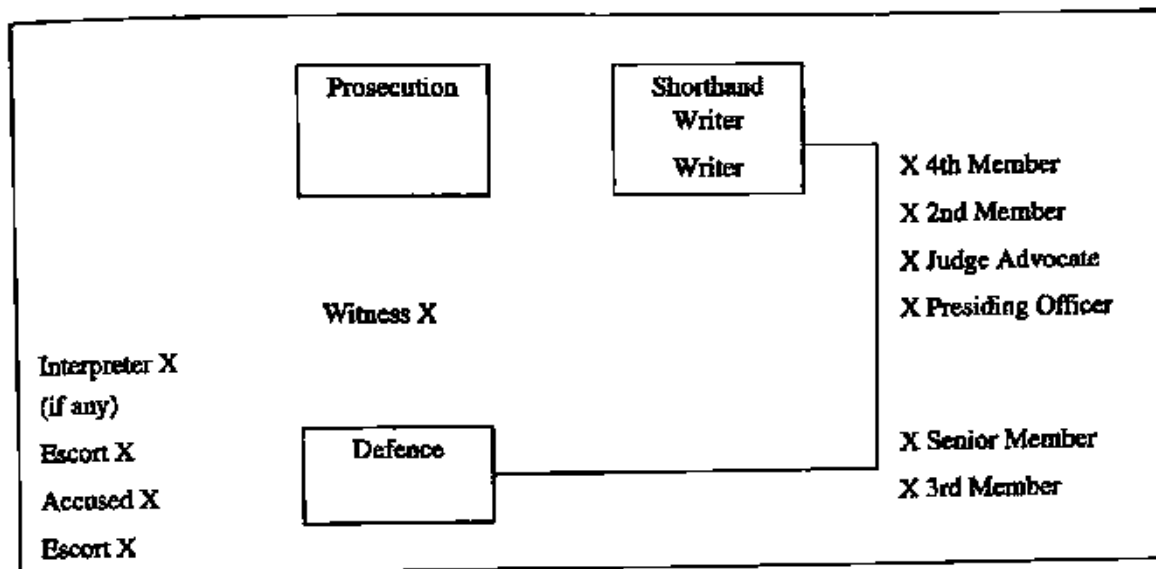 Prosecution
Shorthand
Writer
Writer
X 4th Member
X 2nd Member
X Judge Advocate
X Presiding Officer
Witness X
Interpreter X
(if any)
Escort X
Accused X
Escort X
Defence
X Senior Member
X 3rd Member